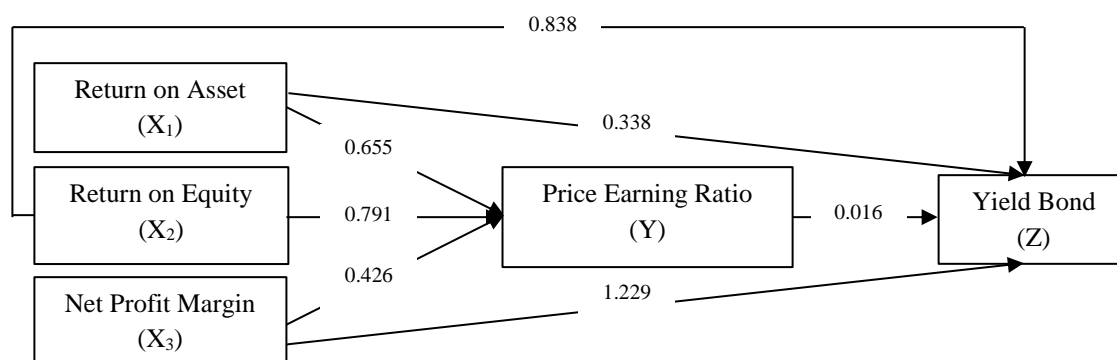 0.838
Return on Asset
(X₁)
0.338
0.655
Return on Equity
(X₂)
0.791
Price Earning Ratio
(Y)
0.016
Yield Bond
(Z)
0.426
Net Profit Margin
(X₃)
1.229